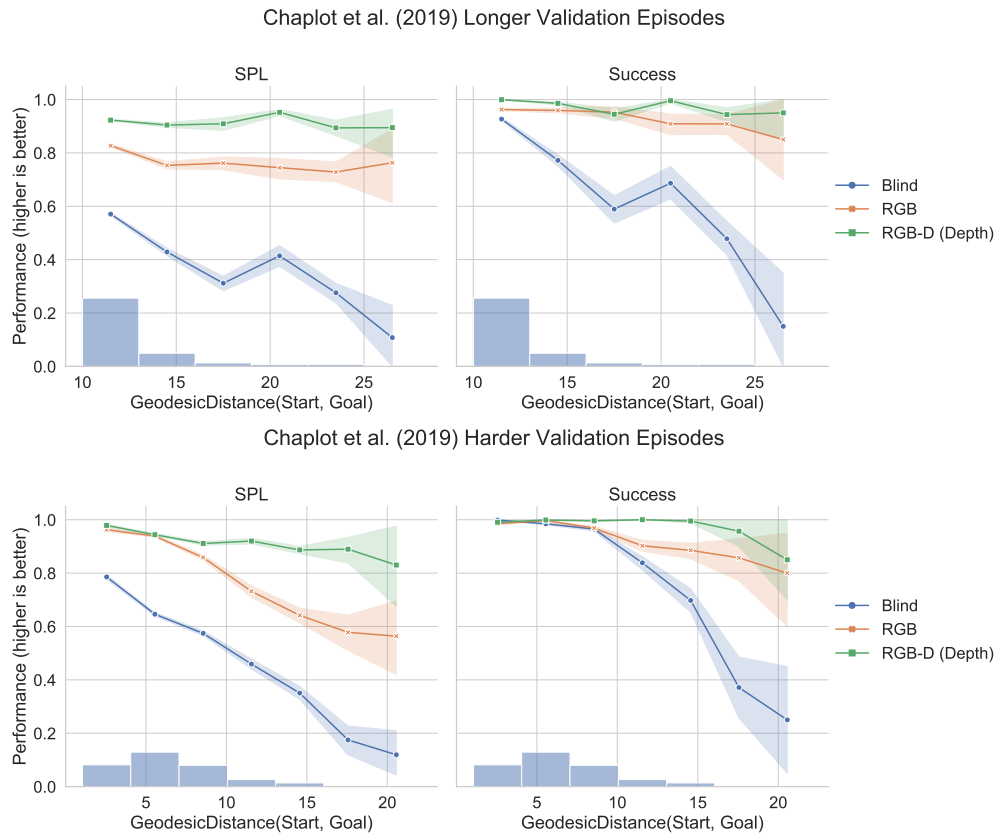 Chaplot et al. (2019) Longer Validation Episodes
SPL
Success
Performance (higher is better)
1.0
0.8
0.6
0.4
0.2
0.0
10 15 20 25
10 15 20 25
GeodesicDistance(Start, Goal)
GeodesicDistance(Start, Goal)
Blind
RGB
RGB-D (Depth)
Chaplot et al. (2019) Harder Validation Episodes
SPL
Success
Performance (higher is better)
1.0
0.8
0.6
0.4
0.2
0.0
5 10 15 20
5 10 15 20
GeodesicDistance(Start, Goal)
GeodesicDistance(Start, Goal)
Blind
RGB
RGB-D (Depth)